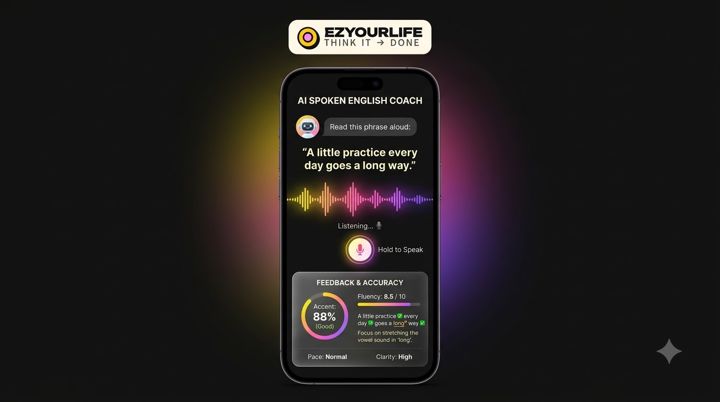 EZYOURLIFE
THINK IT → DONE
AI SPOKEN ENGLISH COACH
Read this phrase aloud:
“A little practice every
day goes a long way.”
Listening...
Hold to Speak
FEEDBACK & ACCURACY
Accent:
88%
(Good)
Fluency: 8.5 / 10
A little practice ✅ every
day ✅ goes a long" wey ✅
Focus on stretching the
vowel sound in 'long'.
Pace: Normal
Clarity: High